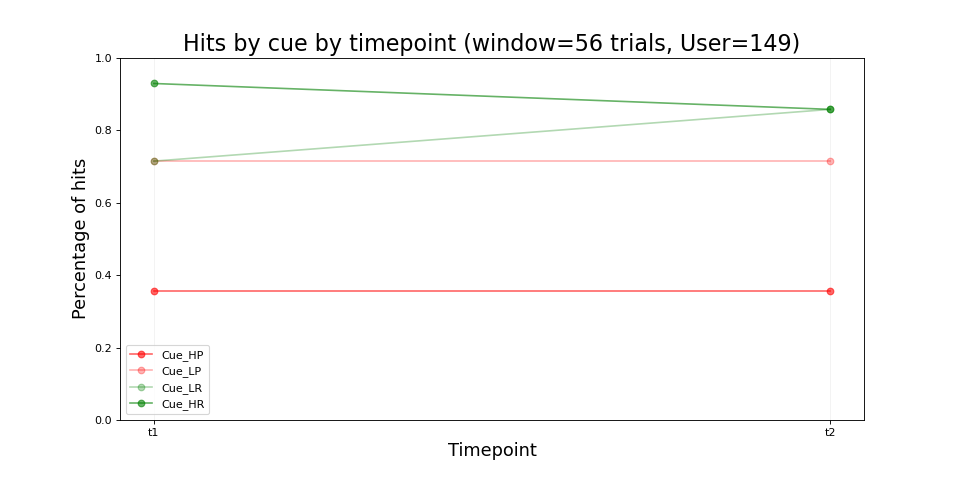 Hits by cue by timepoint (window=56 trials, User=149)
Percentage of hits
1.0
0.8
0.6
0.4
0.2
0.0
Cue_HP
Cue_LP
Cue_LR
Cue_HR
t1
t2
Timepoint